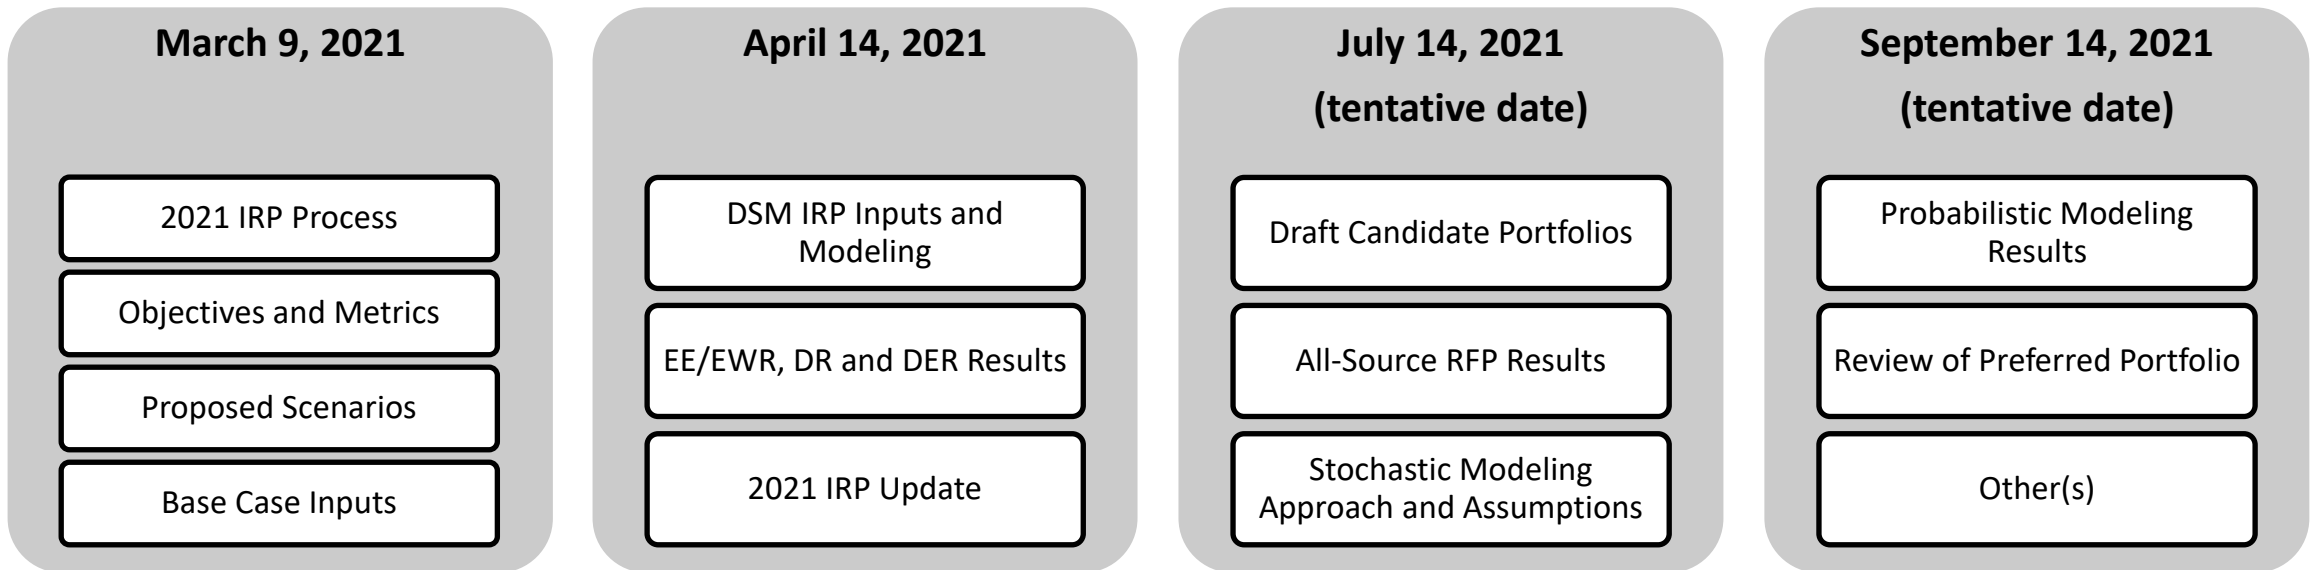 March 9, 2021
2021 IRP Process
Objectives and Metrics
Proposed Scenarios
Base Case Inputs
April 14, 2021
DSM IRP Inputs and
Modeling
EE/EWR, DR and DER Results
2021 IRP Update
July 14, 2021
(tentative date)
Draft Candidate Portfolios
All-Source RFP Results
Stochastic Modeling
Approach and Assumptions
September 14, 2021
(tentative date)
Probabilistic Modeling
Results
Review of Preferred Portfolio
Other(s)